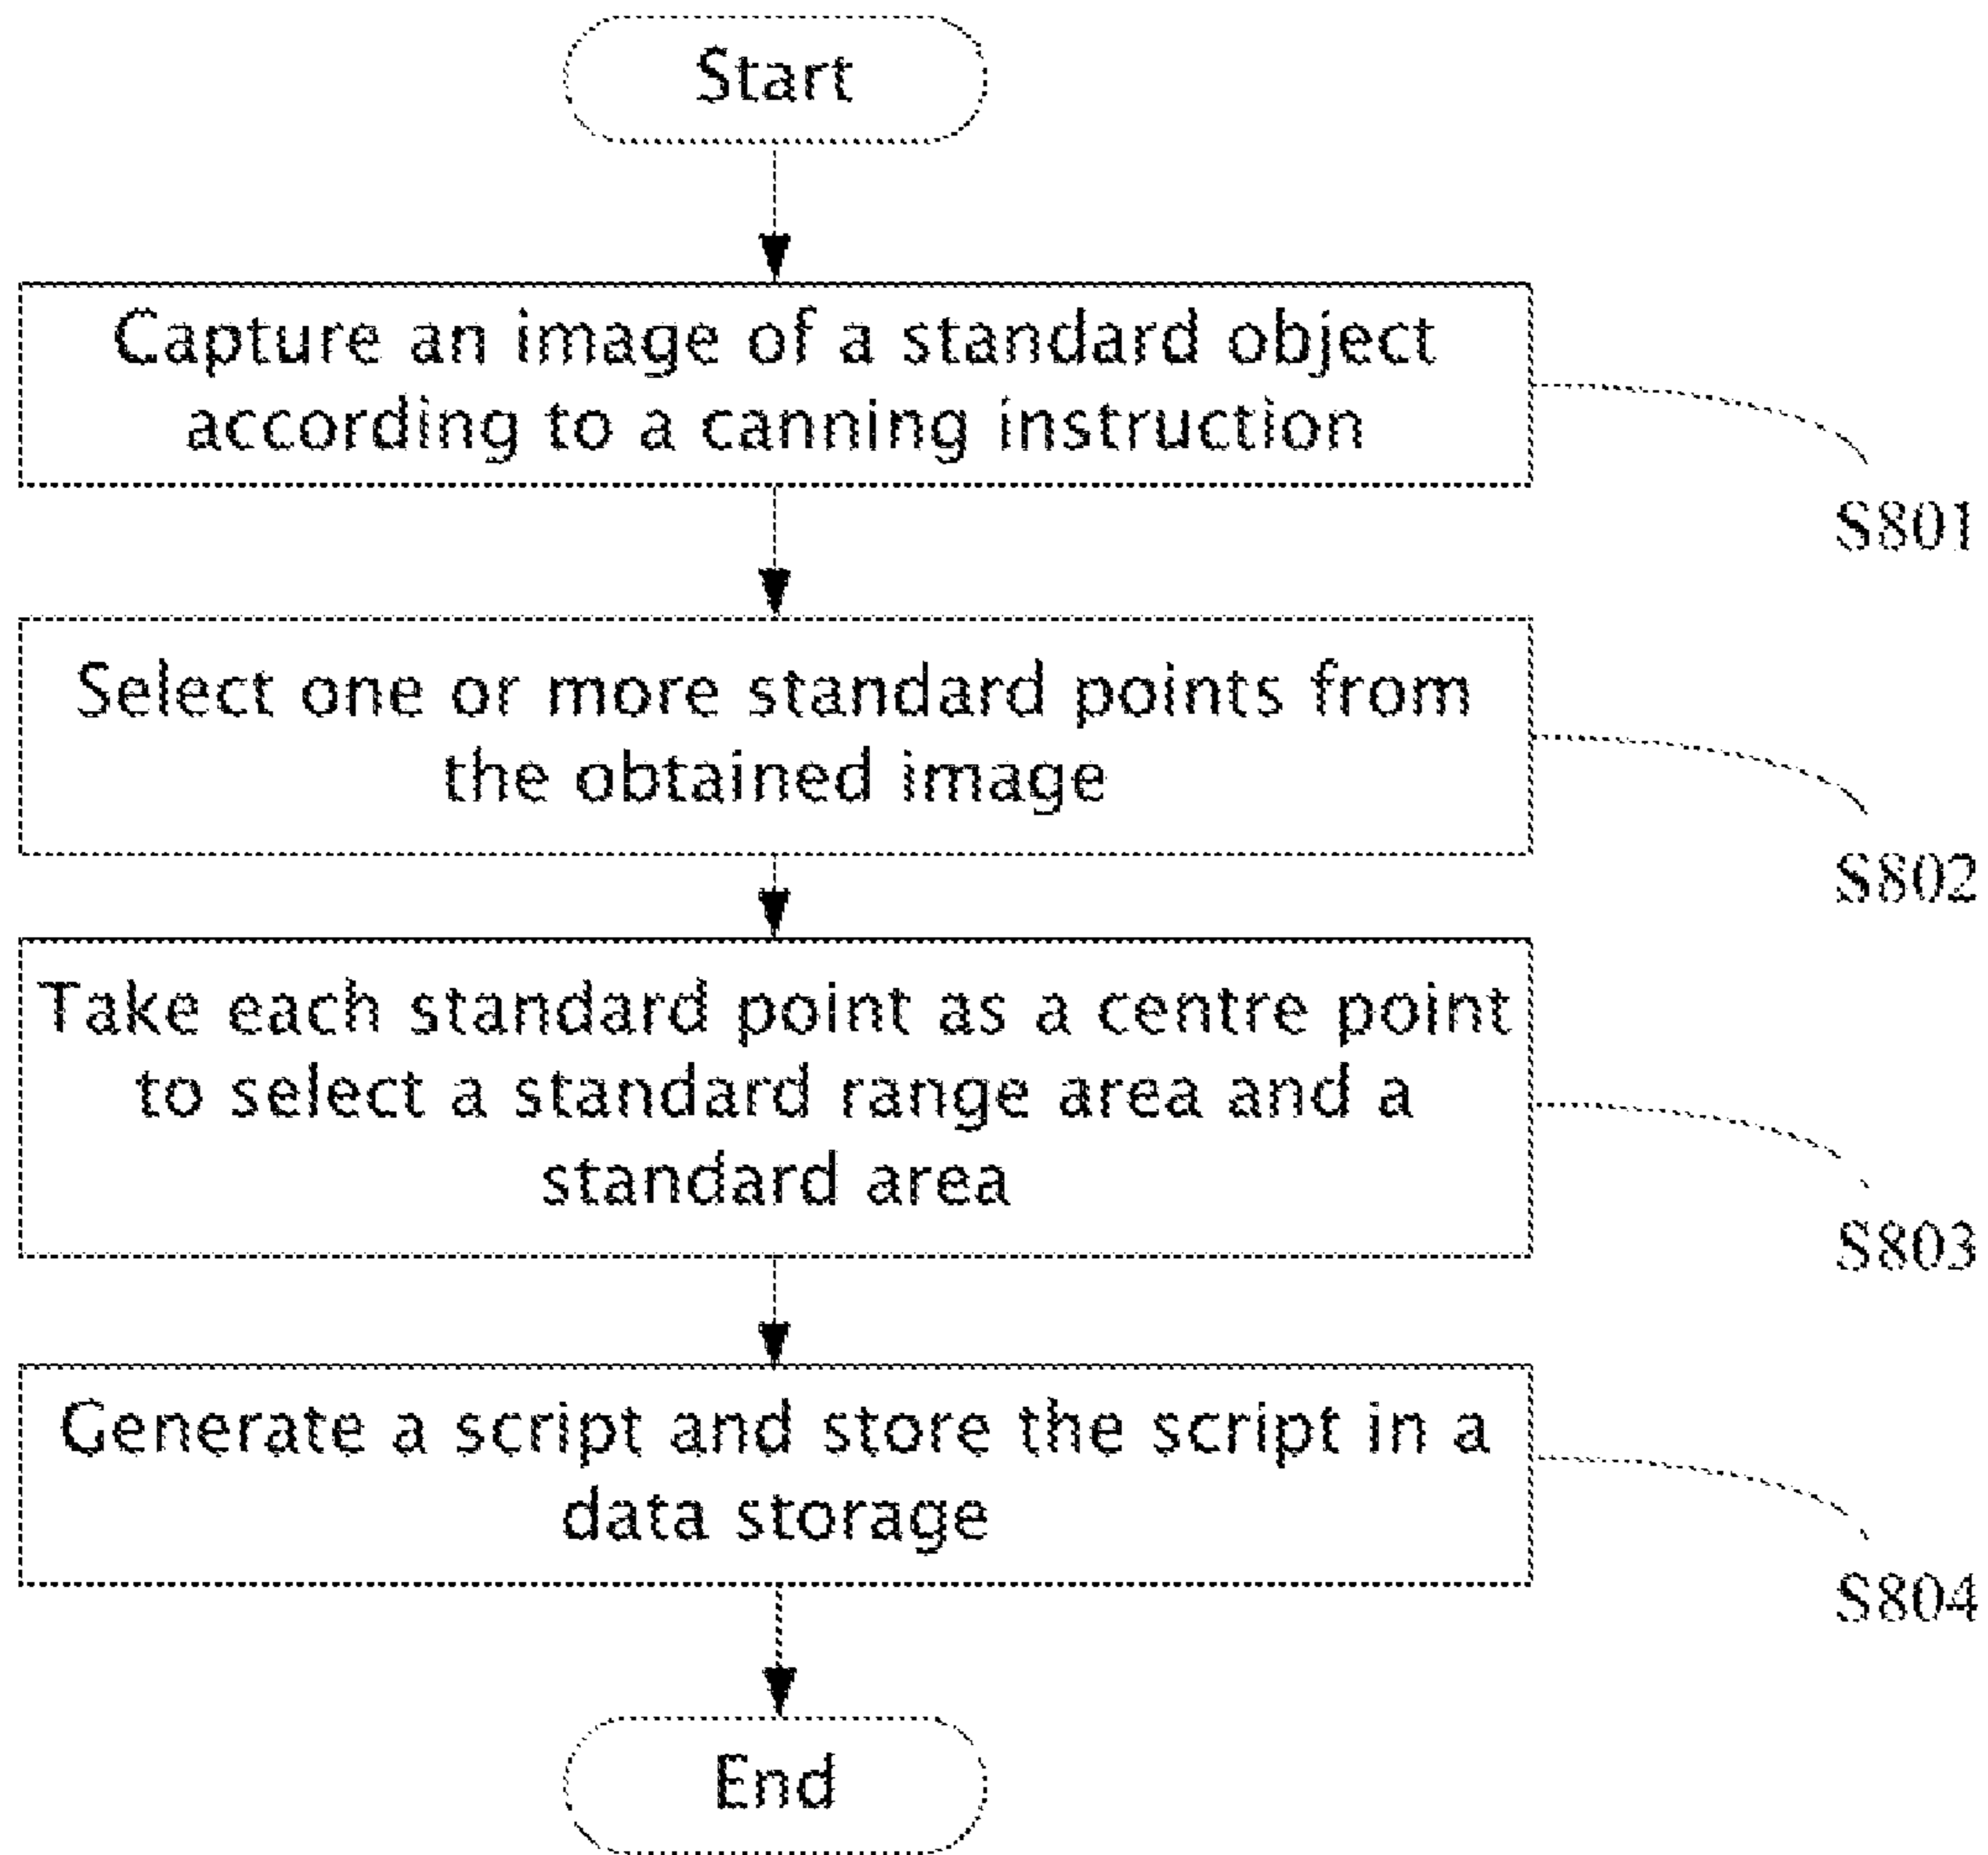 Start
Capture an image of a standard object
according to a canning instruction
S801
Select one or more standard points from
the obtained image
S802
Take each standard point as a centre point
to select a standard range area and a
standard area
S803
Generate a script and store the script in a
data storage
S804
End